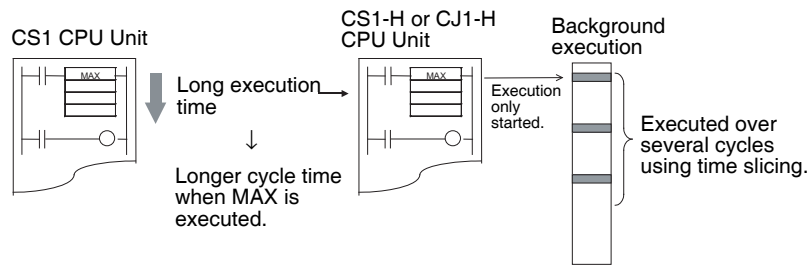 CS1 CPU Unit
MAX
Long execution
time
↓
Longer cycle time
when MAX is
executed.
CS1-H or CJ1-H
CPU Unit
MAX
Execution
only
started.
Background
execution
Executed over
several cycles
using time slicing.